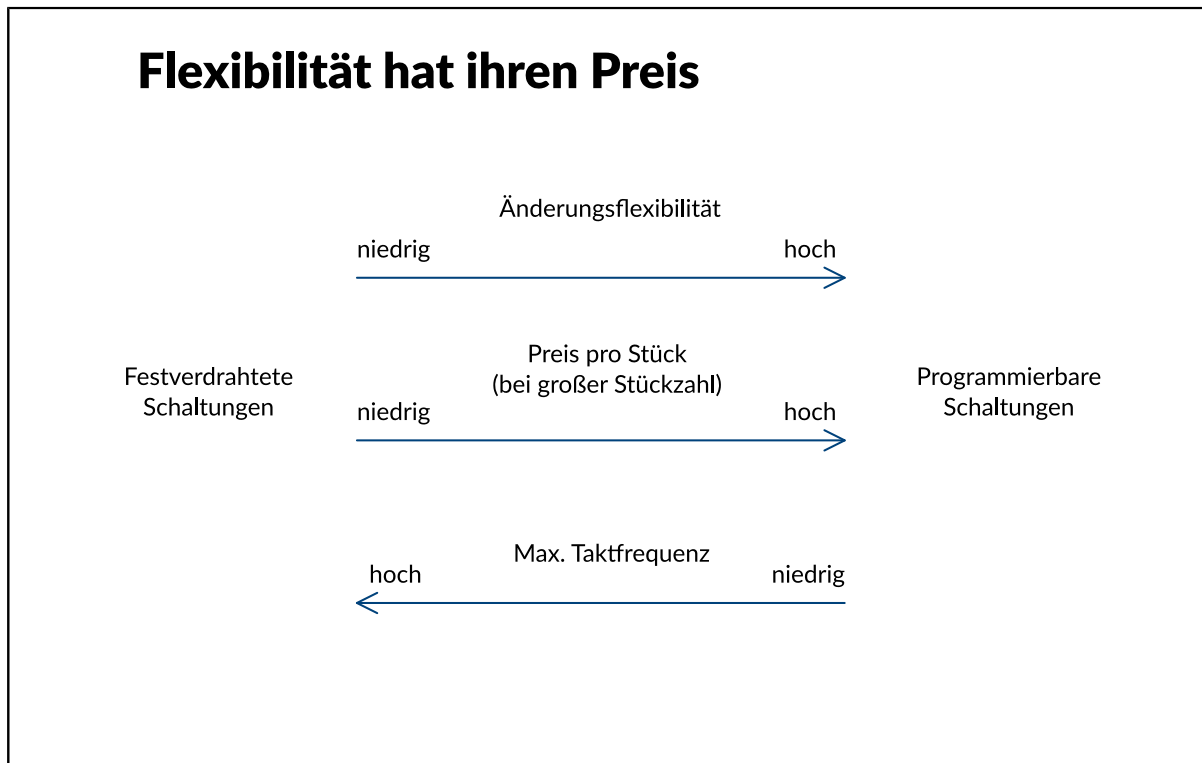 Flexibilität hat ihren Preis
Änderungsflexibilität
niedrig hoch
Festverdrahtete
Schaltungen
Preis pro Stück
(bei großer Stückzahl)
niedrig hoch
Programmierbare
Schaltungen
Max. Taktfrequenz
hoch niedrig